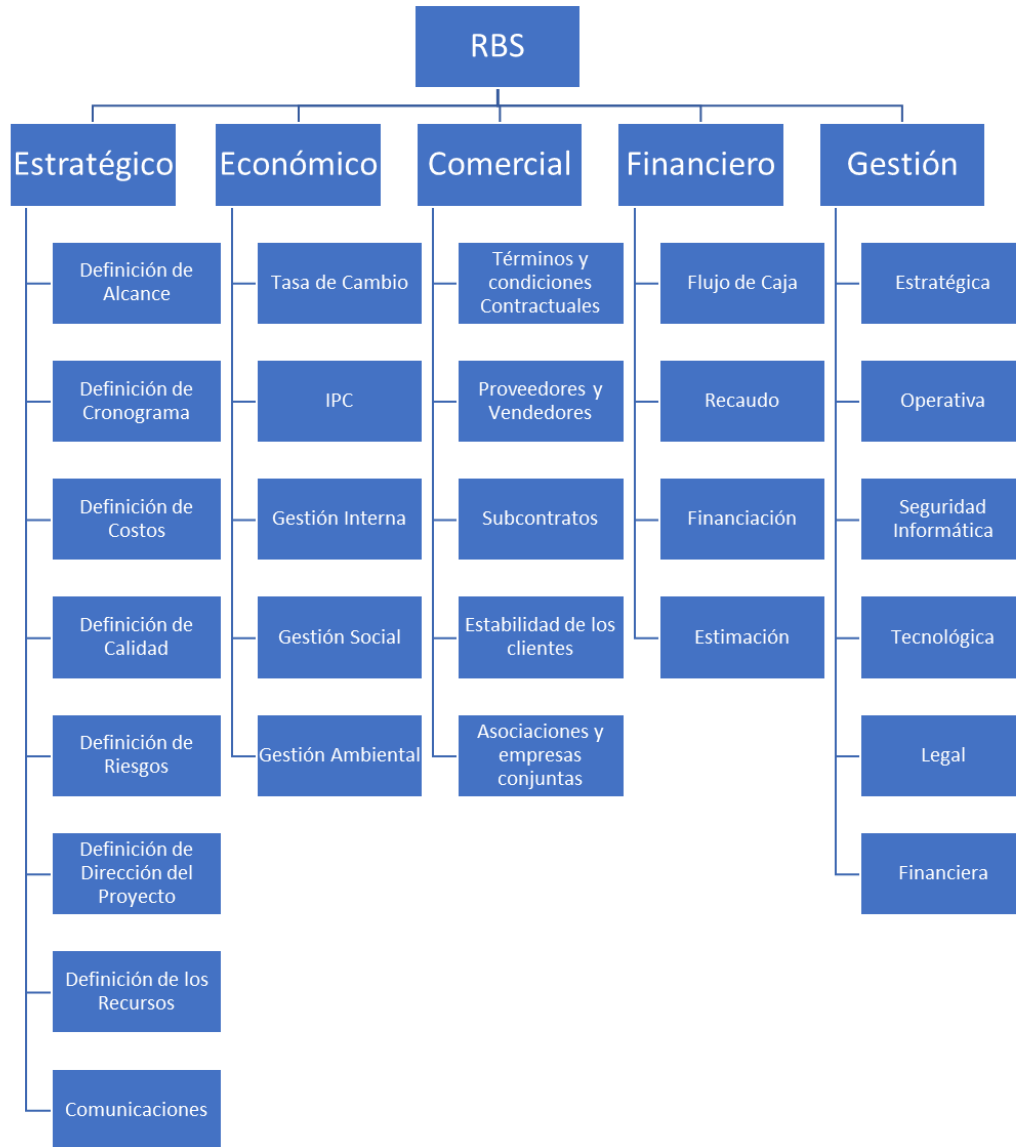 RBS
Estratégico
Económico
Comercial
Financiero
Gestión
Definición de
Alcance
Definición de
Cronograma
Definición de
Costos
Definición de
Calidad
Definición de
Riesgos
Definición de
Dirección del
Proyecto
Definición de los
Recursos
Comunicaciones
Tasa de Cambio
IPC
Gestión Interna
Gestión Social
Gestión Ambiental
Términos y
condiciones
Contractuales
Proveedores y
Vendedores
Subcontratos
Estabilidad de los
clientes
Asociaciones y
empresas
conjuntas
Flujo de Caja
Recaudo
Financiación
Estimación
Estratégica
Operativa
Seguridad
Informática
Tecnológica
Legal
Financiera